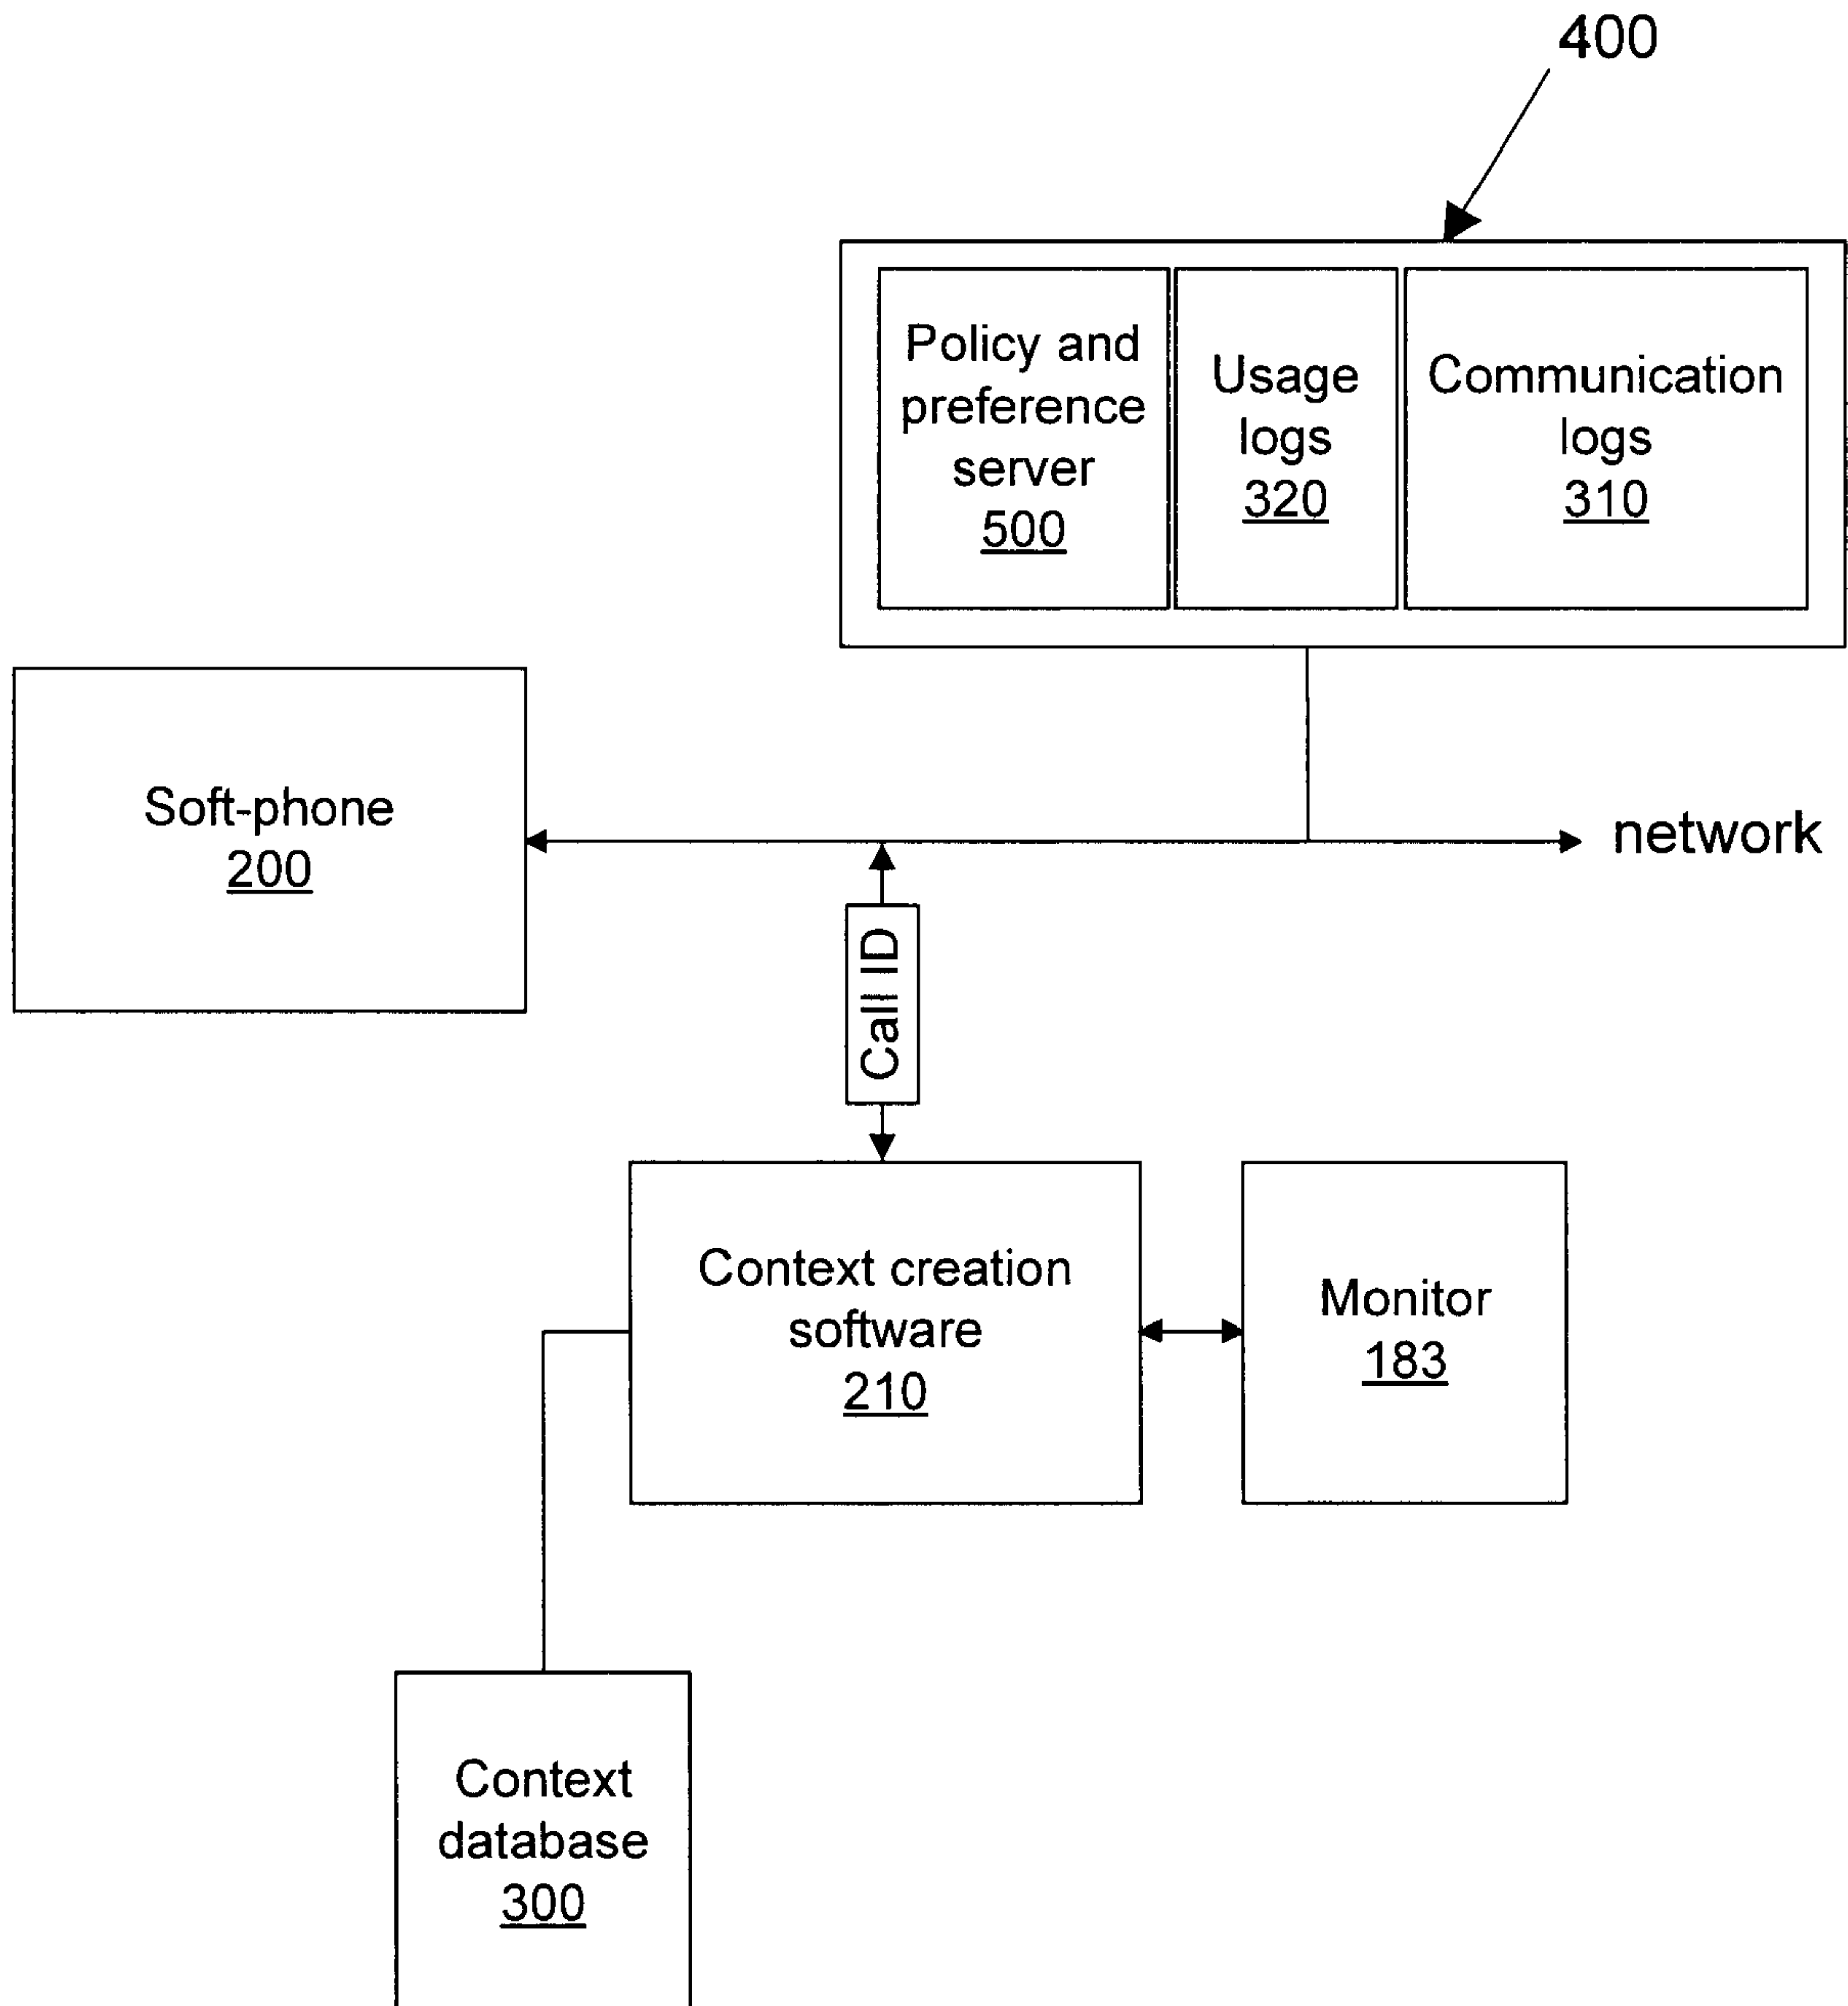 400
Policy and
preference
server
500
Usage
logs
320
Communication
logs
310
Soft-phone
200
network
Call ID
Context creation
software
210
Monitor
183
Context
database
300